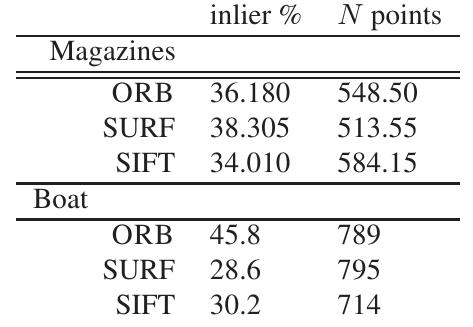 inlier % N points
Magazines
ORB 36.180 548.50
SURF 38.305 513.55
SIFT 34.010 584.15
Boat
ORB 45.8 789
SURF 28.6 795
SIFT 30.2 714